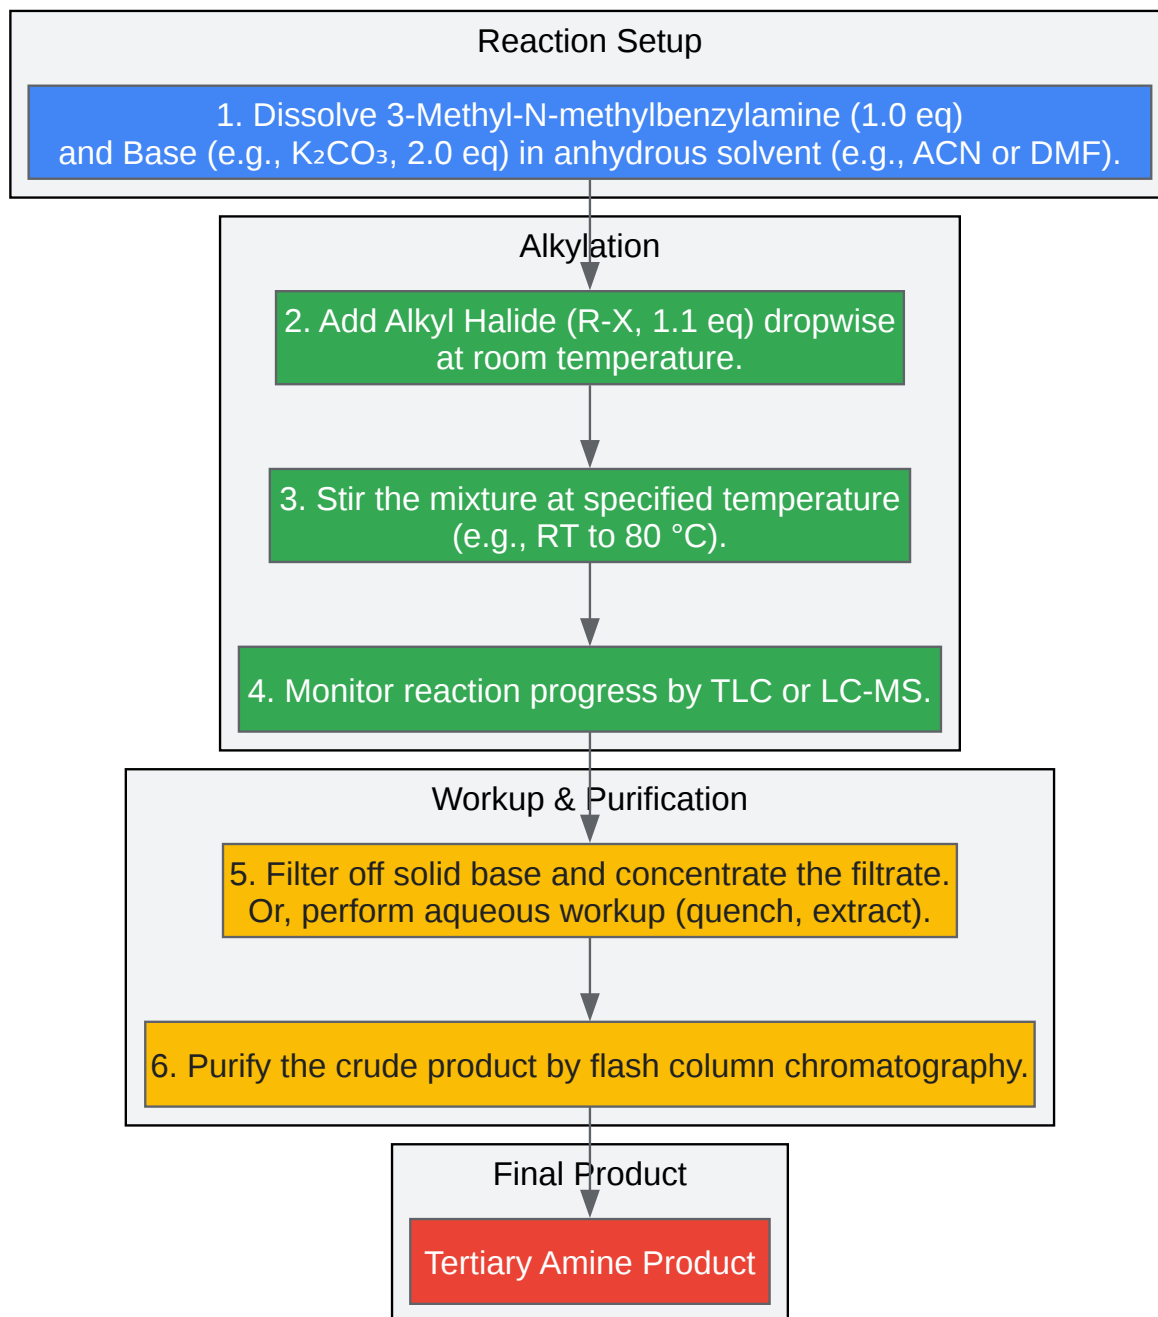 Reaction Setup
1. Dissolve 3-Methyl-N-methylbenzylamine (1.0 eq)
and Base (e.g., K₂CO₃, 2.0 eq) in anhydrous solvent (e.g., ACN or DMF).
Alkylation
2. Add Alkyl Halide (R-X, 1.1 eq) dropwise
at room temperature.
3. Stir the mixture at specified temperature
(e.g., RT to 80 °C).
4. Monitor reaction progress by TLC or LC-MS.
Workup & Purification
5. Filter off solid base and concentrate the filtrate.
Or, perform aqueous workup (quench, extract).
6. Purify the crude product by flash column chromatography.
Final Product
Tertiary Amine Product